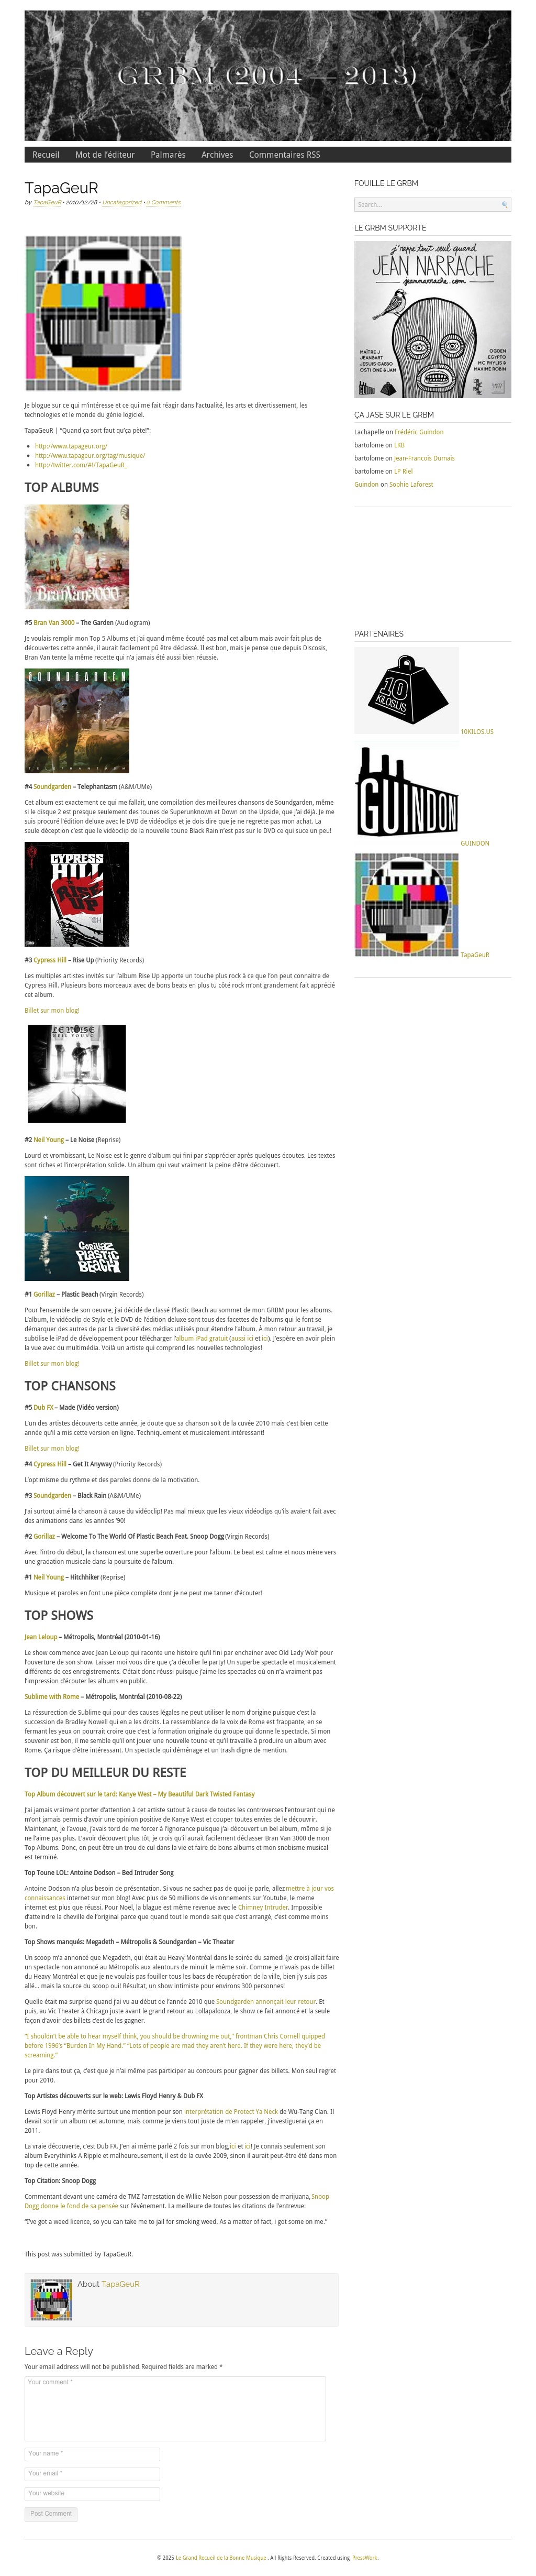 GRBM (2004 — 2013)
Recueil Mot de l'éditeur Palmarès Archives Commentaires RSS
TapaGeuR
by TapaGeuR • 2010/12/28 • Uncategorized • 0 Comments
Je blogue sur ce qui m'intéresse et ce qui me fait réagir dans l'actualité, les arts et divertissement, les
technologies et le monde du génie logiciel.
TapaGeuR | "Quand ça sort faut qu'ça pète!":
http://www.tapageur.org/
http://www.tapageur.org/tag/musique/
http://twitter.com/#!/TapaGeuR_
TOP ALBUMS
BranVan3000
#5 Bran Van 3000 – The Garden (Audiogram)
Je voulais remplir mon Top 5 Albums et j'ai quand même écouté pas mal cet album mais avoir fait plus de
découvertes cette année, il aurait facilement pû être déclassé. Il est bon, mais je pense que depuis Discosis,
Bran Van tente la même recette qui n'a jamais été aussi bien réussie.
SOUNDGARDEN
#4 Soundgarden – Telephantasm (A&M/UMe)
Cet album est exactement ce qui me fallait, une compilation des meilleures chansons de Soundgarden, même
si le disque 2 est presque seulement des tounes de Superunknown et Down on the Upside, que j'ai déjà. Je me
suis procuré l'édition deluxe avec le DVD de vidéoclips et je dois dire que je ne regrette pas mon achat. La
seule déception c'est que le vidéoclip de la nouvelle toune Black Rain n'est pas sur le DVD ce qui suce un peu!
CYPRESS HILL
RISE UP
#3 Cypress Hill – Rise Up (Priority Records)
Les multiples artistes invités sur l'album Rise Up apporte un touche plus rock à ce que l'on peut connaitre de
Cypress Hill. Plusieurs bons morceaux avec de bons beats en plus tu côté rock m'ont grandement fait apprécié
cet album.
Billet sur mon blog!
LE NOISE
NEIL YOUNG
#2 Neil Young – Le Noise (Reprise)
Lourd et vrombissant, Le Noise est le genre d'album qui fini par s'apprécier après quelques écoutes. Les textes
sont riches et l'interprétation solide. Un album qui vaut vraiment la peine d'être découvert.
GORILLAZ
PLASTIC
BEACH
#1 Gorillaz – Plastic Beach (Virgin Records)
Pour l'ensemble de son oeuvre, j'ai décidé de classé Plastic Beach au sommet de mon GRBM pour les albums.
L'album, le vidéoclip de Stylo et le DVD de l'édition deluxe sont tous des facettes de l'album qui le font se
démarquer des autres de par la diversité des médias utilisés pour étendre l'album. À mon retour au travail, je
subtilise le iPad de développement pour télécharger l'album iPad gratuit (aussi ici et ici). J'espère en avoir plein
la vue avec du multimédia. Voilà un artiste qui comprend les nouvelles technologies!
Billet sur mon blog!
TOP CHANSONS
#5 Dub FX – Made (Vidéo version)
L'un des artistes découverts cette année, je doute que sa chanson soit de la cuvée 2010 mais c'est bien cette
année qu'il a mis cette version en ligne. Techniquement et musicalement intéressant!
Billet sur mon blog!
#4 Cypress Hill – Get It Anyway (Priority Records)
L'optimisme du rythme et des paroles donne de la motivation.
#3 Soundgarden – Black Rain (A&M/UMe)
J'ai surtout aimé la chanson à cause du vidéoclip! Pas mal mieux que les vieux vidéoclips qu'ils avaient fait avec
des animations dans les années '90!
#2 Gorillaz – Welcome To The World Of Plastic Beach Feat. Snoop Dogg (Virgin Records)
Avec l'intro du début, la chanson est une superbe ouverture pour l'album. Le beat est calme et nous mène vers
une gradation musicale dans la poursuite de l'album.
#1 Neil Young – Hitchhiker (Reprise)
Musique et paroles en font une pièce complète dont je ne peut me tanner d'écouter!
TOP SHOWS
Jean Leloup – Métropolis, Montréal (2010-01-16)
Le show commence avec Jean Leloup qui raconte une histoire qu'il fini par enchainer avec Old Lady Wolf pour
l'ouverture de son show. Laisser moi vous dire que ç'a décoller le party! Un superbe spectacle et musicalement
différents de ces enregistrements. C'était donc réussi puisque j'aime les spectacles où on n'a vraiment pas
l'impression d'écouter les albums en public.
Sublime with Rome – Métropolis, Montréal (2010-08-22)
La réssurection de Sublime qui pour des causes légales ne peut utiliser le nom d'origine puisque c'est la
succession de Bradley Nowell qui en a les droits. La ressemblance de la voix de Rome est frappante, en se
fermant les yeux on pourrait croire que c'est la formation originale du groupe qui donne le spectacle. Si mon
souvenir est bon, il me semble qu'il ont jouer une nouvelle toune et qu'il travaille à produire un album avec
Rome. Ça risque d'être intéressant. Un spectacle qui déménage et un trash digne de mention.
TOP DU MEILLEUR DU RESTE
Top Album découvert sur le tard: Kanye West – My Beautiful Dark Twisted Fantasy
J'ai jamais vraiment porter d'attention à cet artiste sutout à cause de toutes les controverses l'entourant qui ne
m'ont jamais permis d'avoir une opinion positive de Kanye West et couper toutes les envies de le découvrir.
Maintenant, je l'avoue, j'avais tord de me forcer à l'ignorance puisque j'ai découvert un bel album, même si je
ne l'aime pas plus. L'avoir découvert plus tôt, je crois qu'il aurait facilement déclasser Bran Van 3000 de mon
Top Albums. Donc, on peut être un trou de cul dans la vie et faire de bons albums et mon snobisme musical
est terminé.
Top Toune LOL: Antoine Dodson – Bed Intruder Song
Antoine Dodson n'a plus besoin de présentation. Si vous ne sachez pas de quoi je parle, allez mettre à jour vos
connaissances internet sur mon blog! Avec plus de 50 millions de visionnements sur Youtube, le meme
internet est plus que réussi. Pour Noël, la blague est même revenue avec le Chimney Intruder. Impossible
d'atteindre la cheville de l'original parce que quand tout le monde sait que c'est arrangé, c'est comme moins
bon.
Top Shows manqués: Megadeth – Métropolis & Soundgarden – Vic Theater
Un scoop m'a annoncé que Megadeth, qui était au Heavy Montréal dans le soirée du samedi (je crois) allait faire
un spectacle non annoncé au Métropolis aux alentours de minuit le même soir. Comme je n'avais pas de billet
du Heavy Montréal et que je ne voulais pas fouiller tous les bacs de récupération de la ville, bien j'y suis pas
allé... mais la source du scoop oui! Résultat, un show intimiste pour environs 300 personnes!
Quelle était ma surprise quand j'ai vu au début de l'année 2010 que Soundgarden annonçait leur retour. Et
puis, au Vic Theater à Chicago juste avant le grand retour au Lollapalooza, le show ce fait annoncé et la seule
façon d'avoir des billets c'est de les gagner.
"I shouldn't be able to hear myself think, you should be drowning me out," frontman Chris Cornell quipped
before 1996's "Burden In My Hand." "Lots of people are mad they aren't here. If they were here, they'd be
screaming."
Le pire dans tout ça, c'est que je n'ai même pas participer au concours pour gagner des billets. Mon seul regret
pour 2010.
Top Artistes découverts sur le web: Lewis Floyd Henry & Dub FX
Lewis Floyd Henry mérite surtout une mention pour son interprétation de Protect Ya Neck de Wu-Tang Clan. Il
devait sortir un album cet automne, mais comme je viens tout juste de m'en rappeler, j'investiguerai ça en
2011.
La vraie découverte, c'est Dub FX. J'en ai même parlé 2 fois sur mon blog, ici et ici! Je connais seulement son
album Everythinks A Ripple et malheureusement, il est de la cuvée 2009, sinon il aurait peut-être été dans mon
top de cette année.
Top Citation: Snoop Dogg
Commentant devant une caméra de TMZ l'arrestation de Willie Nelson pour possession de marijuana, Snoop
Dogg donne le fond de sa pensée sur l'événement. La meilleure de toutes les citations de l'entrevue:
"I've got a weed licence, so you can take me to jail for smoking weed. As a matter of fact, i got some on me."
This post was submitted by TapaGeuR.
About TapaGeuR
Leave a Reply
Your email address will not be published. Required fields are marked *
Your comment *
Your name *
Your email *
Your website
Post Comment
FOUILLE LE GRBM
Search...
LE GRBM SUPPORTE
j'rappe tout seul quand
JEAN NARRACHE
jeannarrache.com
MAÎTRE J
JEANBART
JESUIS GABBO
OSTI ONE & JAM
OGDEN
EGYPTO
MC PHYLIS &
MAXIME ROBIN
ÇA JASE SUR LE GRBM
Lachapelle on Frédéric Guindon
bartolome on LKB
bartolome on Jean-Francois Dumais
bartolome on LP Riel
Guindon on Sophie Laforest
PARTENAIRES
10
KILOS.US
10KILOS.US
GUINDON
GUINDON
TapaGeuR
© 2025 Le Grand Recueil de la Bonne Musique . All Rights Reserved. Created using PressWork.